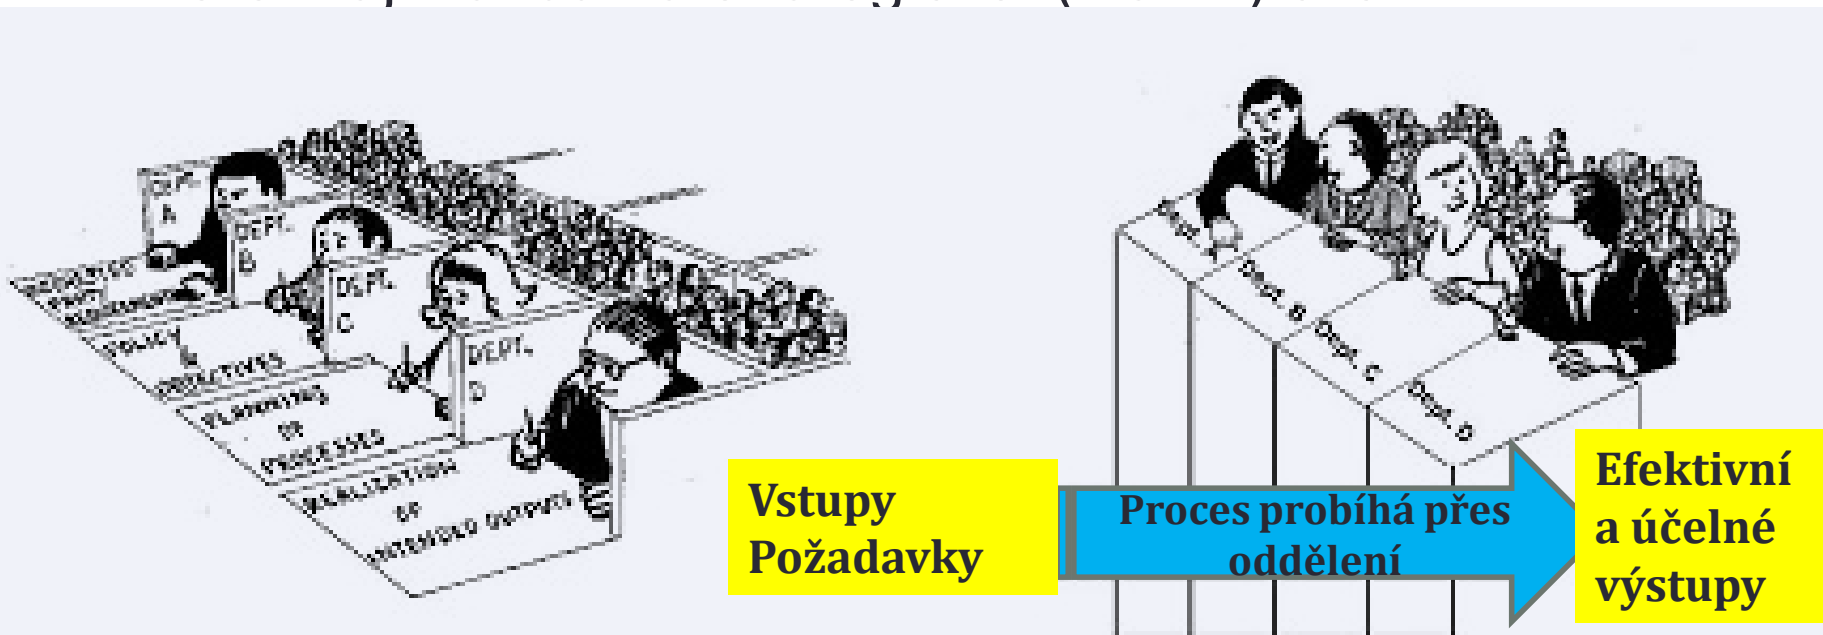 DEPT.
A
DEPT.
B
DEPT.
C
DEPT.
D
POLICY
&
OBJECTIVES
PLANNING
OF
PROCESSES
REALIZATION
OF
INTENDED OUTPUTS
Dept. B
Dept. C
Dept. D
Vstupy
Požadavky
Proces probíhá přes
oddělení
Efektivní
a účelné
výstupy